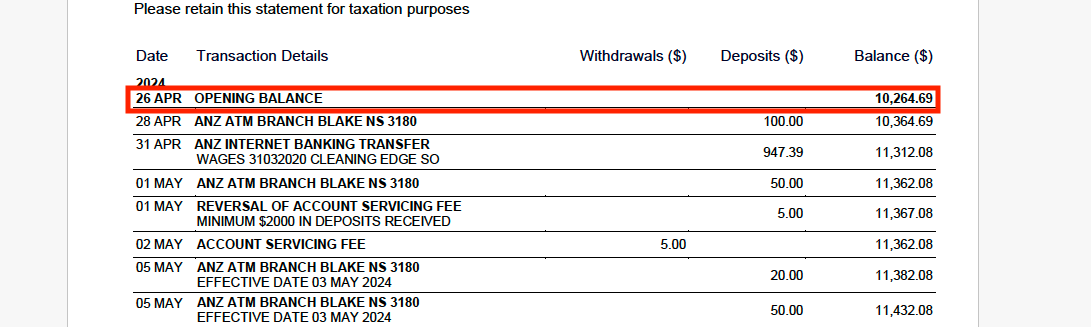 Please retain this statement for taxation purposes
Date Transaction Details Withdrawals ($) Deposits ($) Balance ($)
2024
26 APR OPENING BALANCE 10,264.69
28 APR ANZ ATM BRANCH BLAKE NS 3180 100.00 10,364.69
31 APR ANZ INTERNET BANKING TRANSFER
WAGES 31032020 CLEANING EDGE SO 947.39 11,312.08
01 MAY ANZ ATM BRANCH BLAKE NS 3180 50.00 11,362.08
01 MAY REVERSAL OF ACCOUNT SERVICING FEE
MINIMUM $2000 IN DEPOSITS RECEIVED 5.00 11,367.08
02 MAY ACCOUNT SERVICING FEE 5.00 11,362.08
05 MAY ANZ ATM BRANCH BLAKE NS 3180
EFFECTIVE DATE 03 MAY 2024 20.00 11,382.08
05 MAY ANZ ATM BRANCH BLAKE NS 3180
EFFECTIVE DATE 03 MAY 2024 50.00 11,432.08